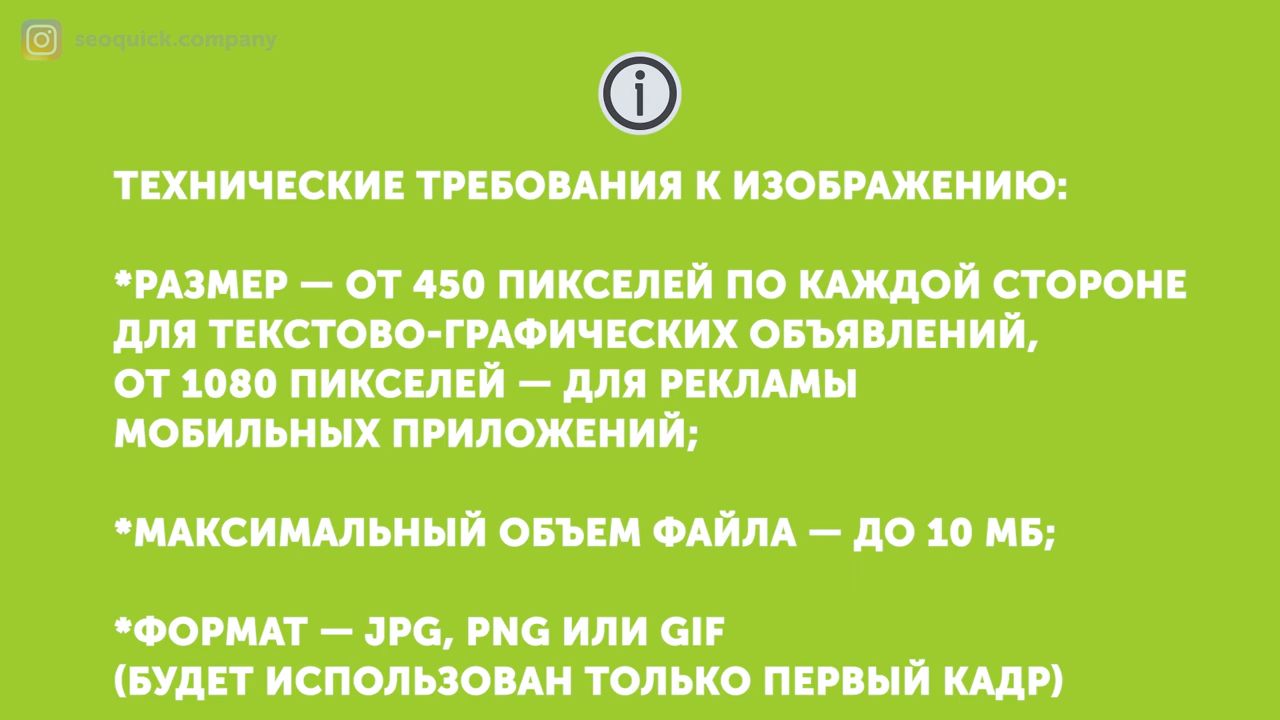 seoquick.company
i
ТЕХНИЧЕСКИЕ ТРЕБОВАНИЯ К ИЗОБРАЖЕНИЮ:
*РАЗМЕР — ОТ 450 ПИКСЕЛЕЙ ПО КАЖДОЙ СТОРОНЕ
ДЛЯ ТЕКСТОВО-ГРАФИЧЕСКИХ ОБЪЯВЛЕНИЙ,
ОТ 1080 ПИКСЕЛЕЙ — ДЛЯ РЕКЛАМЫ
МОБИЛЬНЫХ ПРИЛОЖЕНИЙ;
*МАКСИМАЛЬНЫЙ ОБЪЕМ ФАЙЛА — ДО 10 МБ;
*ФОРМАТ — JPG, PNG ИЛИ GIF
(БУДЕТ ИСПОЛЬЗОВАН ТОЛЬКО ПЕРВЫЙ КАДР)